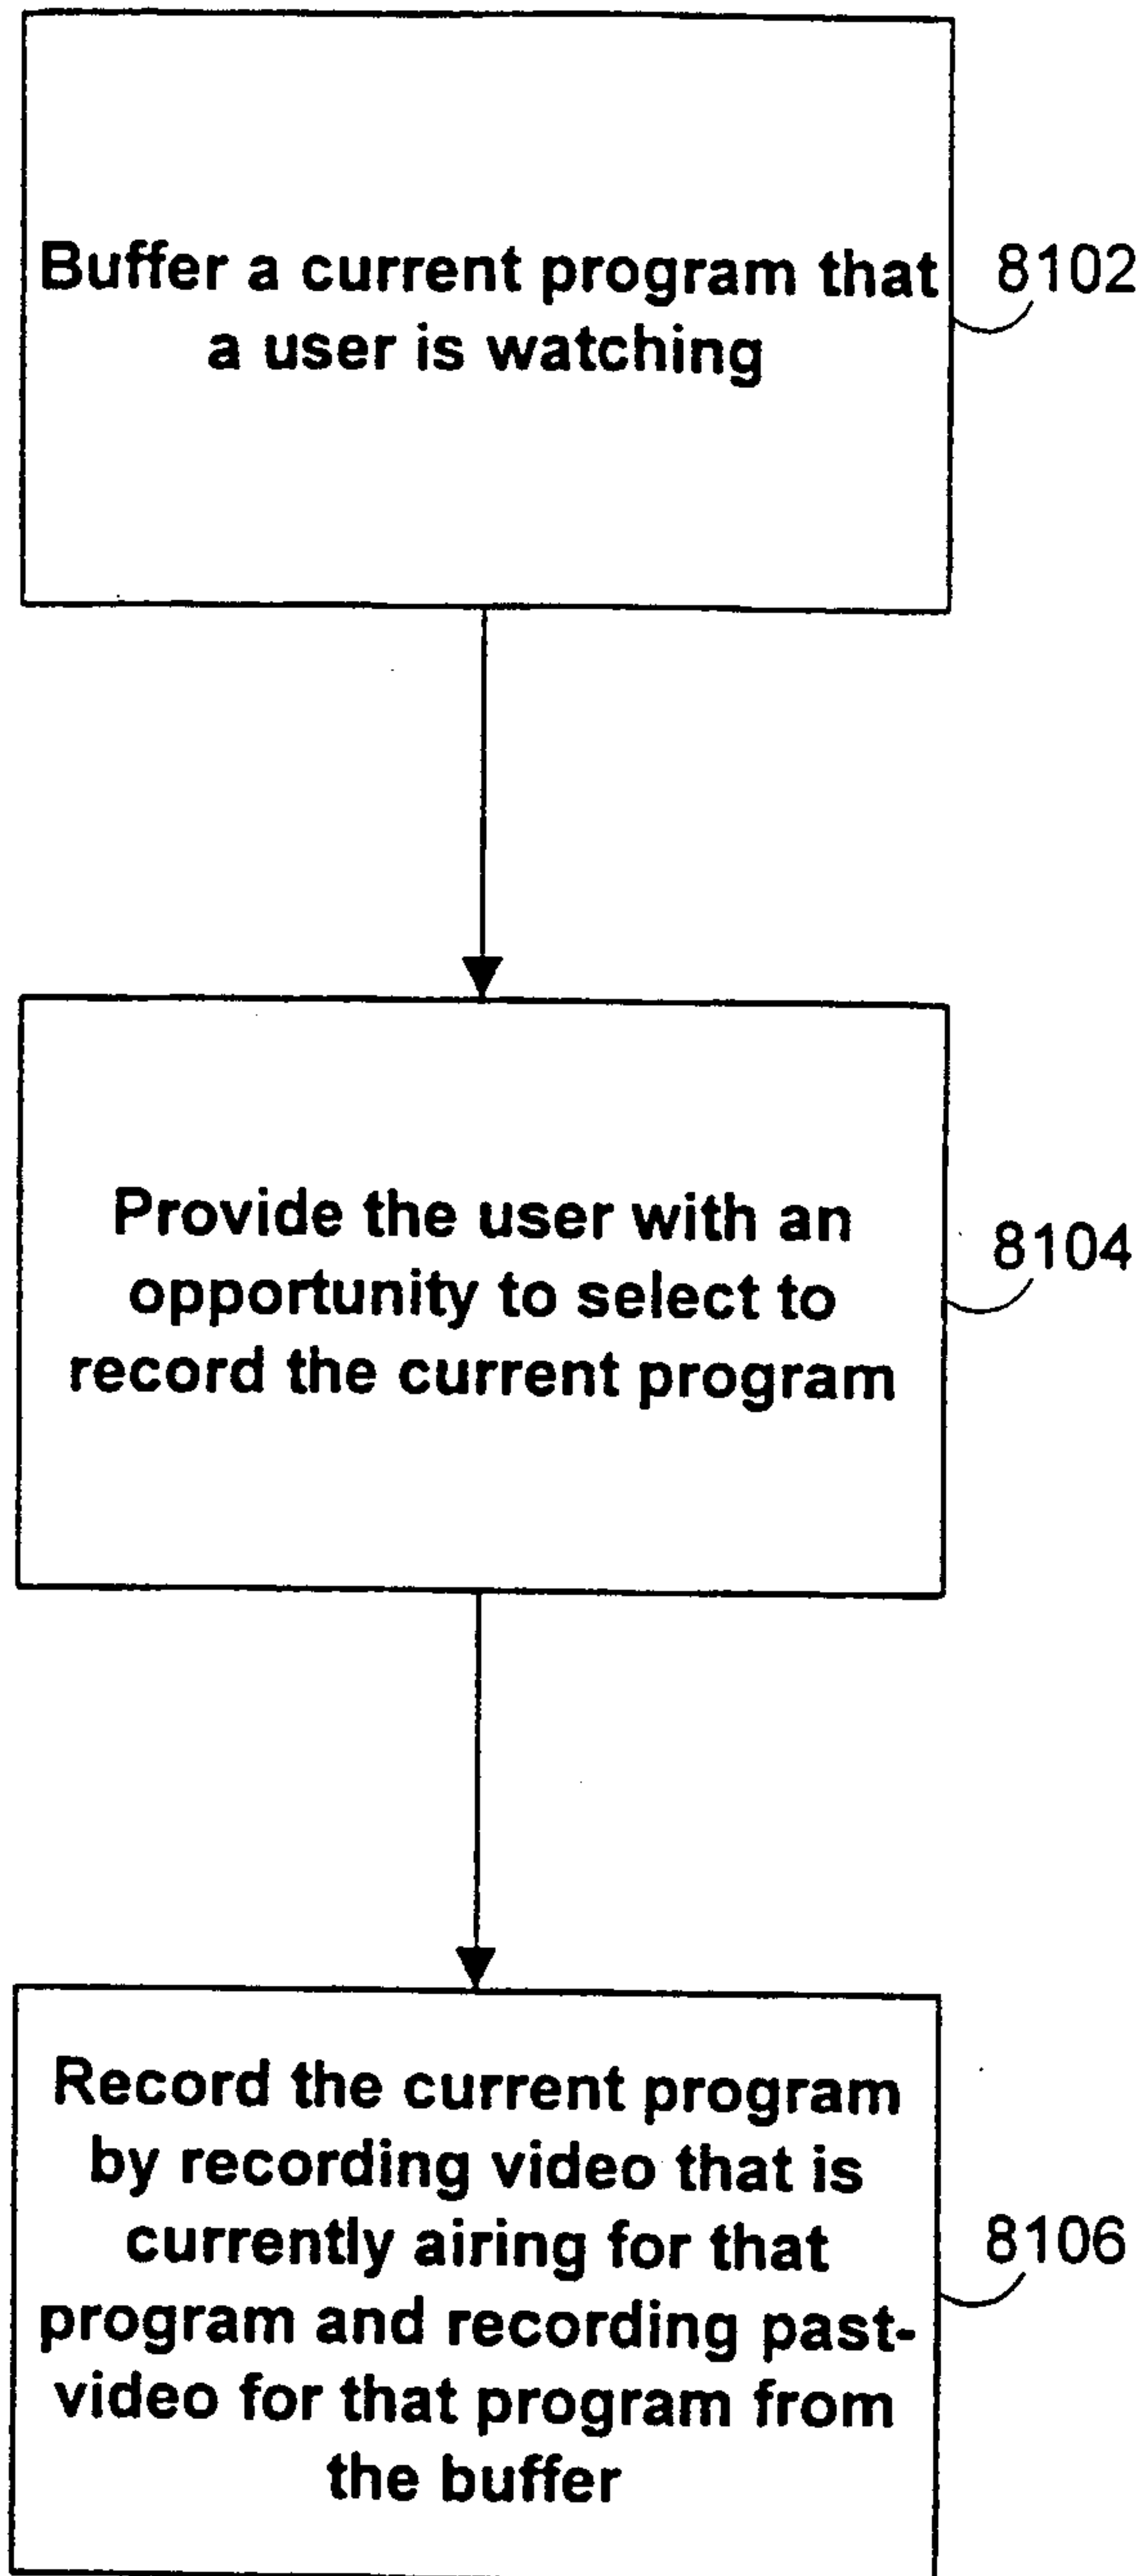 Buffer a current program that
a user is watching
8102
Provide the user with an
opportunity to select to
record the current program
8104
Record the current program
by recording video that is
currently airing for that
program and recording past-
video for that program from
the buffer
8106